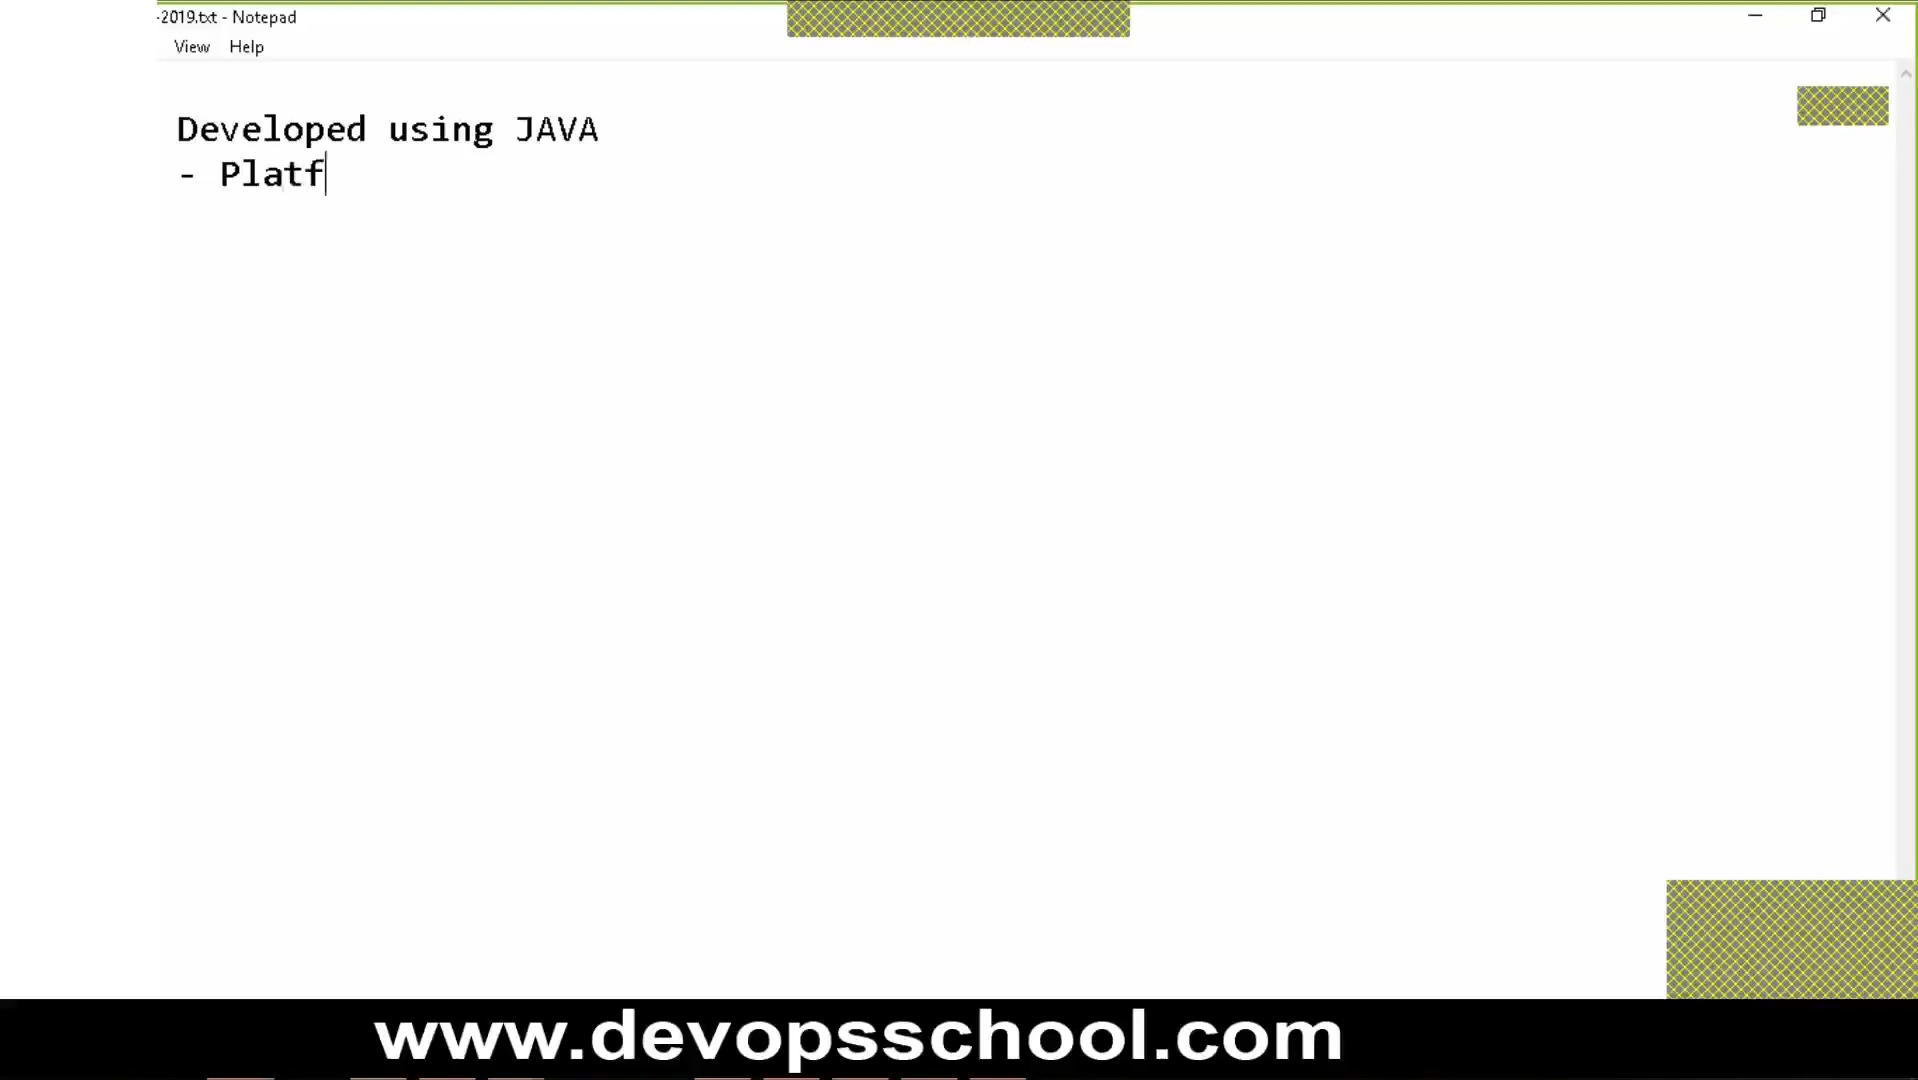 -2019.txt - Notepad
View Help
Developed using JAVA
- Platf
www.devopsschool.com